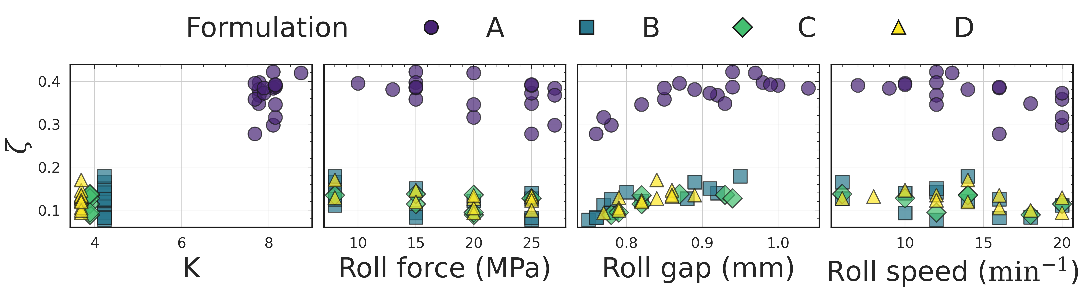 Formulation A B C D
ζ
0.4
0.3
0.2
0.1
4 6 8
10 15 20 25
0.8 0.9 1.0
10 15 20
K
Roll force (MPa)
Roll gap (mm)
Roll speed (min⁻¹)